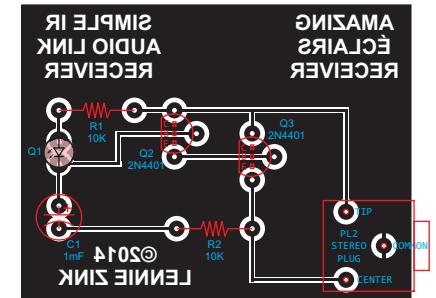 SIMPLE IR
AUDIO LINK
RECEIVER
AMAZING
ÉCLAIRS
RECEIVER
R1
10K
Q1
Q2
2N4401
C
B
E
Q3
2N4401
C
B
E
TIP
PL2
STEREO
PLUG
COMMON
CENTER
C1
1mF
R2
10K
©2014
LENNIE ZINK